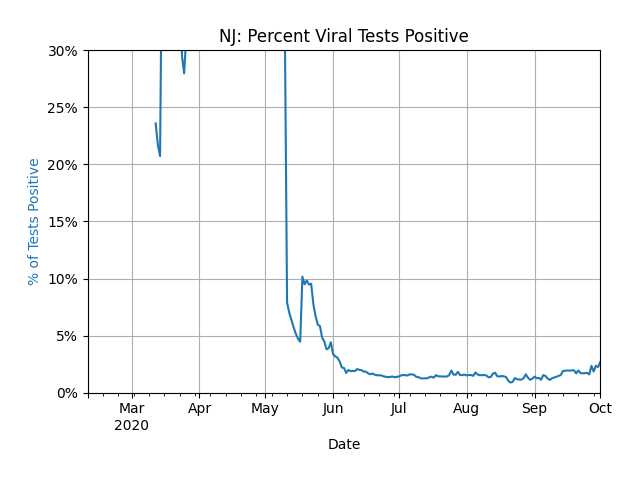 NJ: Percent Viral Tests Positive
30%
25%
20%
15%
10%
5%
0%
% of Tests Positive
Mar Apr May Jun Jul Aug Sep Oct
2020
Date